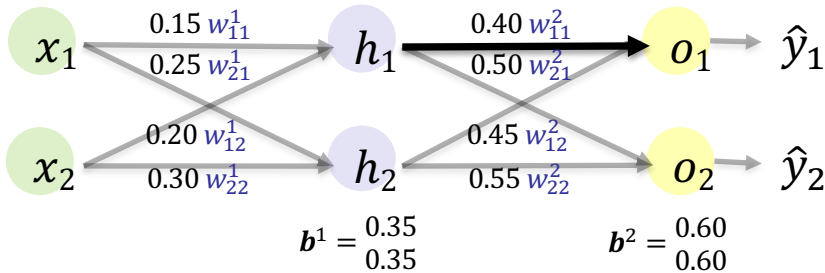 x₁ 0.15 w¹₁₁ h₁ 0.40 w²₁₁ o₁ ŷ₁
0.25 w¹₂₁ 0.50 w²₂₁
x₂ 0.20 w¹₁₂ h₂ 0.45 w²₁₂ o₂ ŷ₂
0.30 w¹₂₂ 0.55 w²₂₂
b¹ = 0.35 b² = 0.60
0.35 0.60